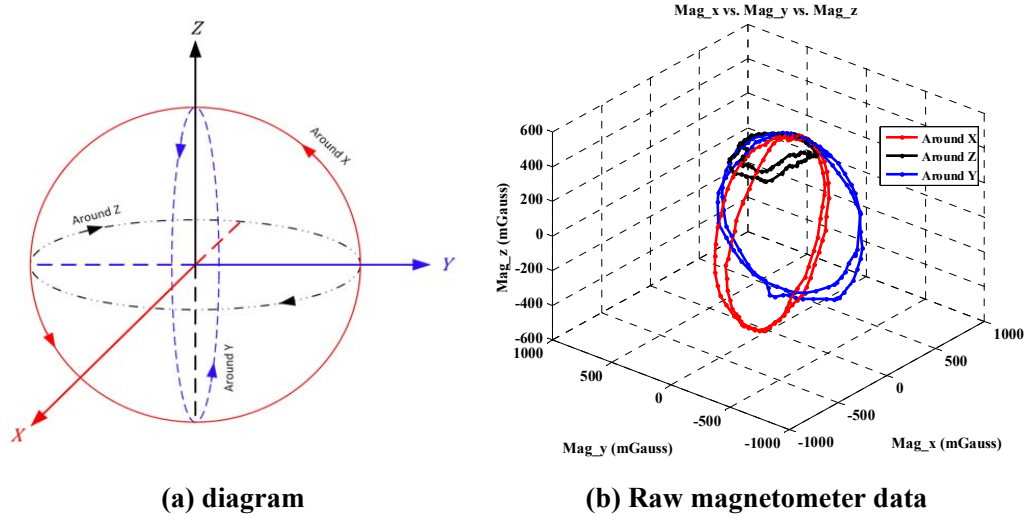 Z
Around X
Around Z
Y
Around Y
X
(a) diagram
Mag_x vs. Mag_y vs. Mag_z
600
400
200
0
-200
-400
-600
Mag_z (mGauss)
1000
500
0
-500
-1000
Mag_y (mGauss)
-1000
-500
0
500
1000
Mag_x (mGauss)
Around X
Around Z
Around Y
(b) Raw magnetometer data